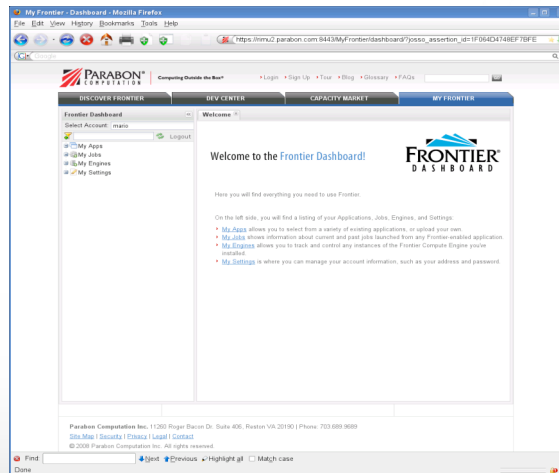 My Frontier - Dashboard - Mozilla Firefox
File Edit View History Bookmarks Tools Help
https://nimu2.parabon.com:8443/MyFrontier/dashboard/?josso_assertion_id=1F064D4748EF7BFE
Google
PARABON® COMPUTATION Computing Outside the Box®
Login Sign Up Tour Blog Glossary FAQs
DISCOVER FRONTIER DEV CENTER CAPACITY MARKET MY FRONTIER
Frontier Dashboard Welcome
Select Account: mario
Logout
My Apps
My Jobs
My Engines
My Settings
Welcome to the Frontier Dashboard!
FRONTIER®
DASHBOARD
Here you will find everything you need to use Frontier.
On the left side, you will find a listing of your Applications, Jobs, Engines, and Settings.
My Apps allows you to select from a variety of existing applications, or upload your own.
My Jobs shows information about current and past jobs launched from any Frontier-enabled application.
My Engines allows you to track and control any instances of the Frontier Compute Engine you've
installed.
My Settings is where you can manage your account information, such as your address and password.
Parabon Computation Inc. 11260 Roger Bacon Dr. Suite 406, Reston VA 20190 | Phone: 703.689.9689
Site Map | Security | Privacy | Legal | Contact
© 2008 Parabon Computation Inc. All rights reserved.
Find: Next Previous Highlight all Match case
Done